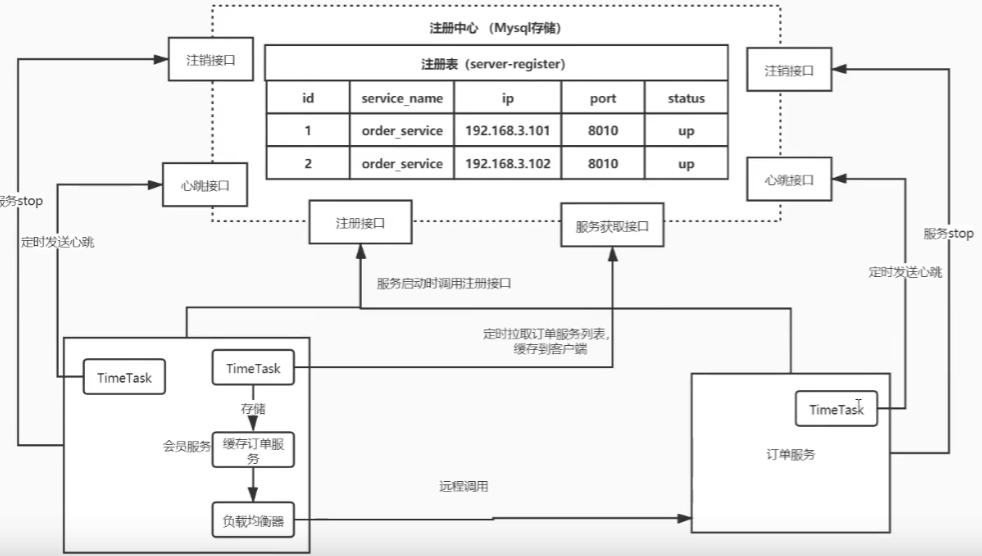 注册中心 （Mysql存储）
注销接口
注册表（server-register）
注销接口
id service_name ip port status
1 order_service 192.168.3.101 8010 up
2 order_service 192.168.3.102 8010 up
心跳接口
心跳接口
服务stop
注册接口
服务获取接口
服务stop
定时发送心跳
定时发送心跳
服务启动时调用注册接口
定时拉取订单服务列表，
缓存到客户端
TimeTask
TimeTask
存储
TimeTask
会员服务
缓存订单服
务
订单服务
远程调用
负载均衡器